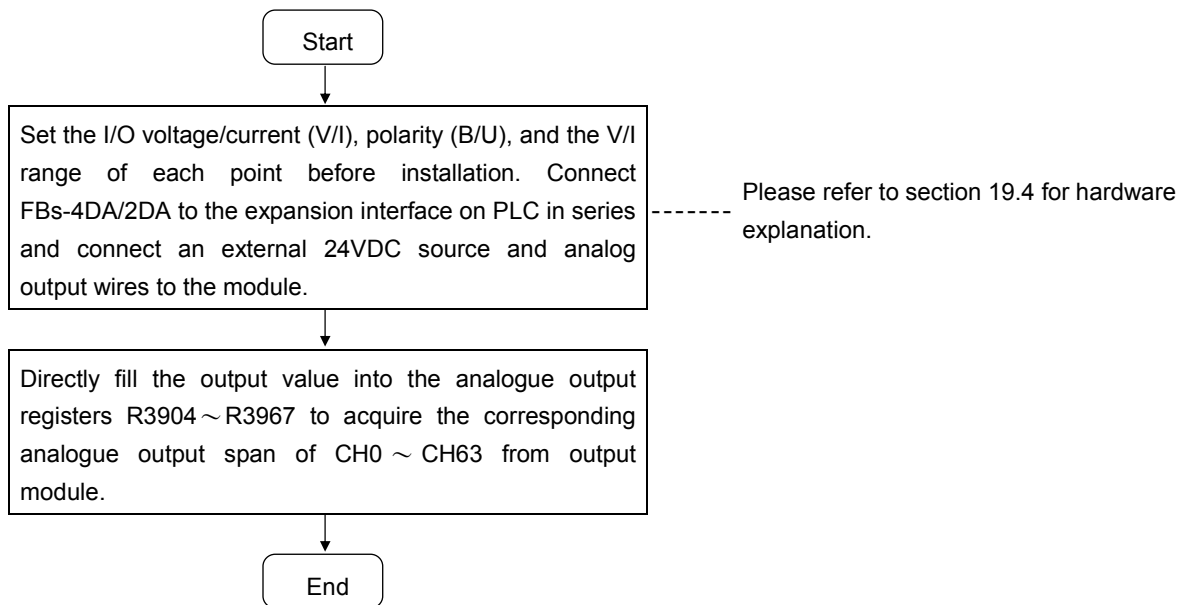 Start
Set the I/O voltage/current (V/I), polarity (B/U), and the V/I
range of each point before installation. Connect
FBs-4DA/2DA to the expansion interface on PLC in series
and connect an external 24VDC source and analog
output wires to the module.
Please refer to section 19.4 for hardware
explanation.
Directly fill the output value into the analogue output
registers R3904～R3967 to acquire the corresponding
analogue output span of CH0 ～ CH63 from output
module.
End